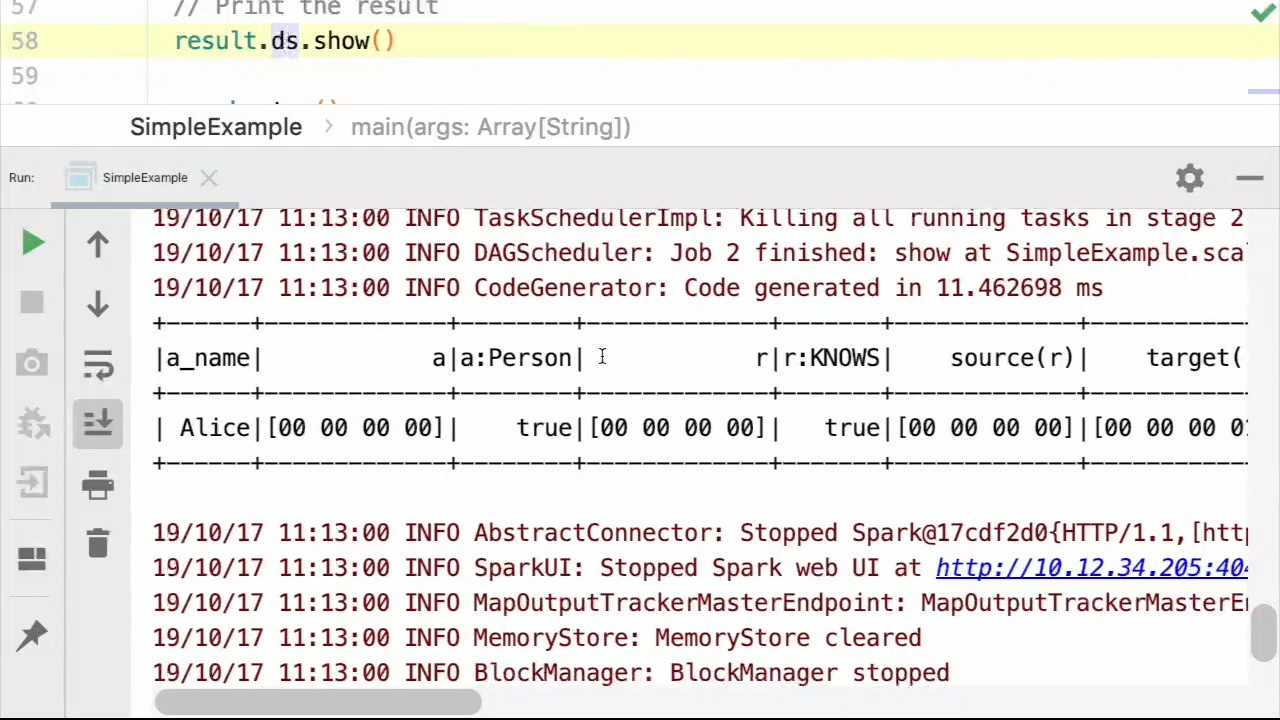 57 // Print the result
58 result.ds.show()
59
SimpleExample > main(args: Array[String])
Run: SimpleExample
19/10/17 11:13:00 INFO TaskSchedulerImpl: Killing all running tasks in stage 2
19/10/17 11:13:00 INFO DAGScheduler: Job 2 finished: show at SimpleExample.sca
19/10/17 11:13:00 INFO CodeGenerator: Code generated in 11.462698 ms
+------+-------------+--------+-------------+-------+-------------+-----------
|a_name| a|a:Person| r|r:KNOWS| source(r)| target(
+------+-------------+--------+-------------+-------+-------------+-----------
| Alice|[00 00 00 00]| true|[00 00 00 00]| true|[00 00 00 00]|[00 00 00 0
+------+-------------+--------+-------------+-------+-------------+-----------
19/10/17 11:13:00 INFO AbstractConnector: Stopped Spark@17cdf2d0{HTTP/1.1,[http
19/10/17 11:13:00 INFO SparkUI: Stopped Spark web UI at http://10.12.34.205:404
19/10/17 11:13:00 INFO MapOutputTrackerMasterEndpoint: MapOutputTrackerMasterE
19/10/17 11:13:00 INFO MemoryStore: MemoryStore cleared
19/10/17 11:13:00 INFO BlockManager: BlockManager stopped